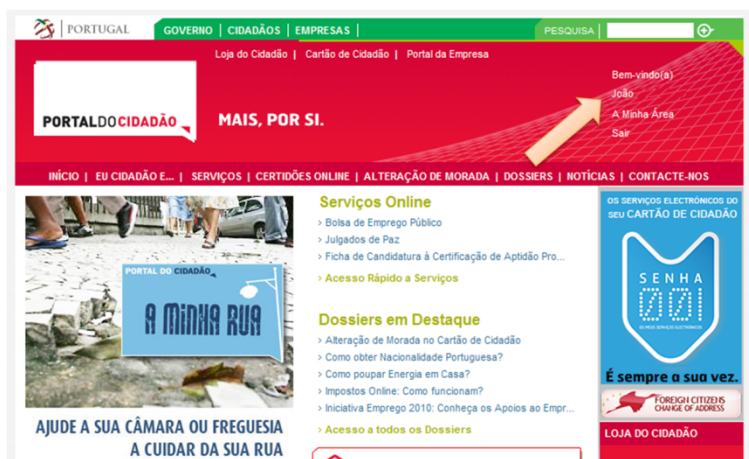 PORTUGAL
GOVERNO | CIDADÃOS | EMPRESAS |
PESQUISA |
Loja do Cidadão | Cartão de Cidadão | Portal da Empresa
Bem-vindo(a)
João
A Minha Área
Sair
PORTALDOCIDADÃO
MAIS, POR SI.
INÍCIO | EU CIDADÃO E... | SERVIÇOS | CERTIDÕES ONLINE | ALTERAÇÃO DE MORADA | DOSSIERS | NOTÍCIAS | CONTACTE-NOS
PORTAL DO CIDADÃO
A MINHA RUA
AJUDE A SUA CÂMARA OU FREGUESIA
A CUIDAR DA SUA RUA
Serviços Online
› Bolsa de Emprego Público
› Julgados de Paz
› Ficha de Candidatura à Certificação de Aptidão Pro...
› Acesso Rápido a Serviços
Dossiers em Destaque
› Alteração de Morada no Cartão de Cidadão
› Como obter Nacionalidade Portuguesa?
› Como poupar Energia em Casa?
› Impostos Online: Como funcionam?
› Iniciativa Emprego 2010: Conheça os Apoios ao Empr...
› Acesso a todos os Dossiers
OS SERVIÇOS ELECTRÓNICOS DO
SEU CARTÃO DE CIDADÃO
SENHA
001
OS MEUS SERVIÇOS ELECTRÓNICOS
É sempre a sua vez.
FOREIGN CITIZENS
CHANGE OF ADDRESS
LOJA DO CIDADÃO